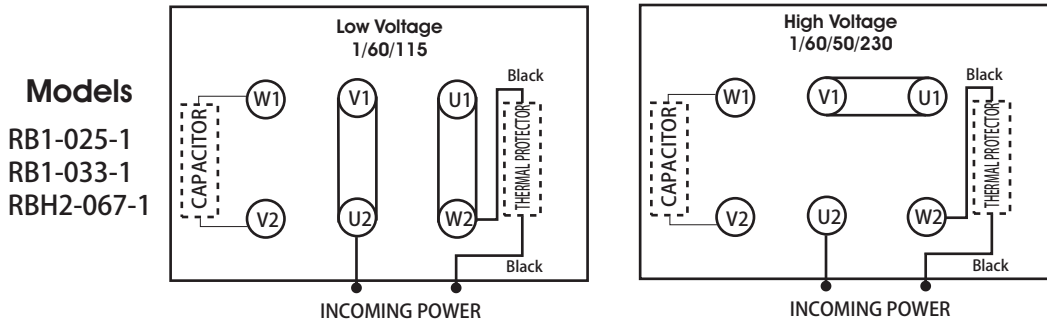 Models
RB1-025-1
RB1-033-1
RBH2-067-1
Low Voltage
1/60/115
CAPACITOR
W1
V1
U1
Black
THERMAL PROTECTOR
V2
U2
W2
Black
INCOMING POWER
High Voltage
1/60/50/230
CAPACITOR
W1
V1
U1
Black
THERMAL PROTECTOR
V2
U2
W2
Black
INCOMING POWER